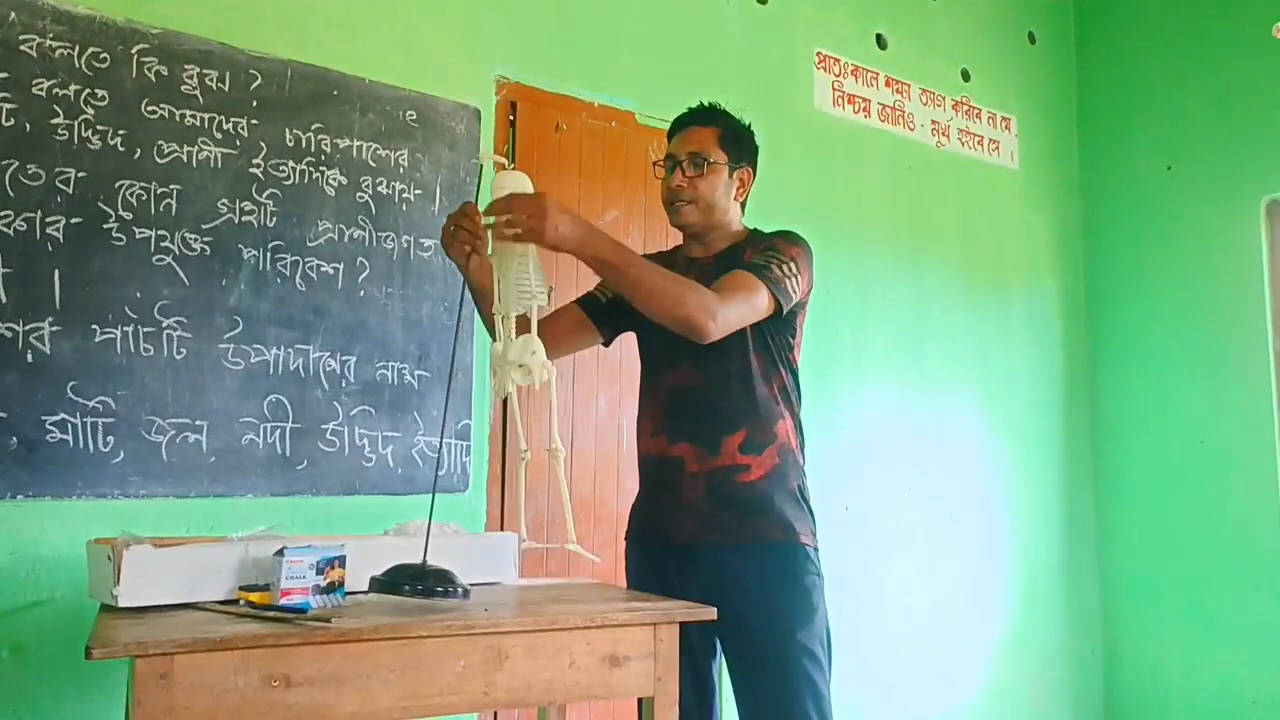 বলতে কি বুঝ ?
বলতে আমাদের চারিপাশের
টি, উদ্ভিদ, প্রাণী ইত্যাদিকে বুঝায় ।
তের কোন গ্রহটি প্রাণীজগত
উপযুক্ত পরিবেশ ?
।
পাঁচটি উপাদানের নাম
, মাটি, জল, নদী, উদ্ভিদ, ইত্যাদি
প্রাতঃকালে শয্যা ত্যাগ করিবে না যে ,
নিশ্চয় জানিও - মূর্খ হইবে সে ।
CHALK